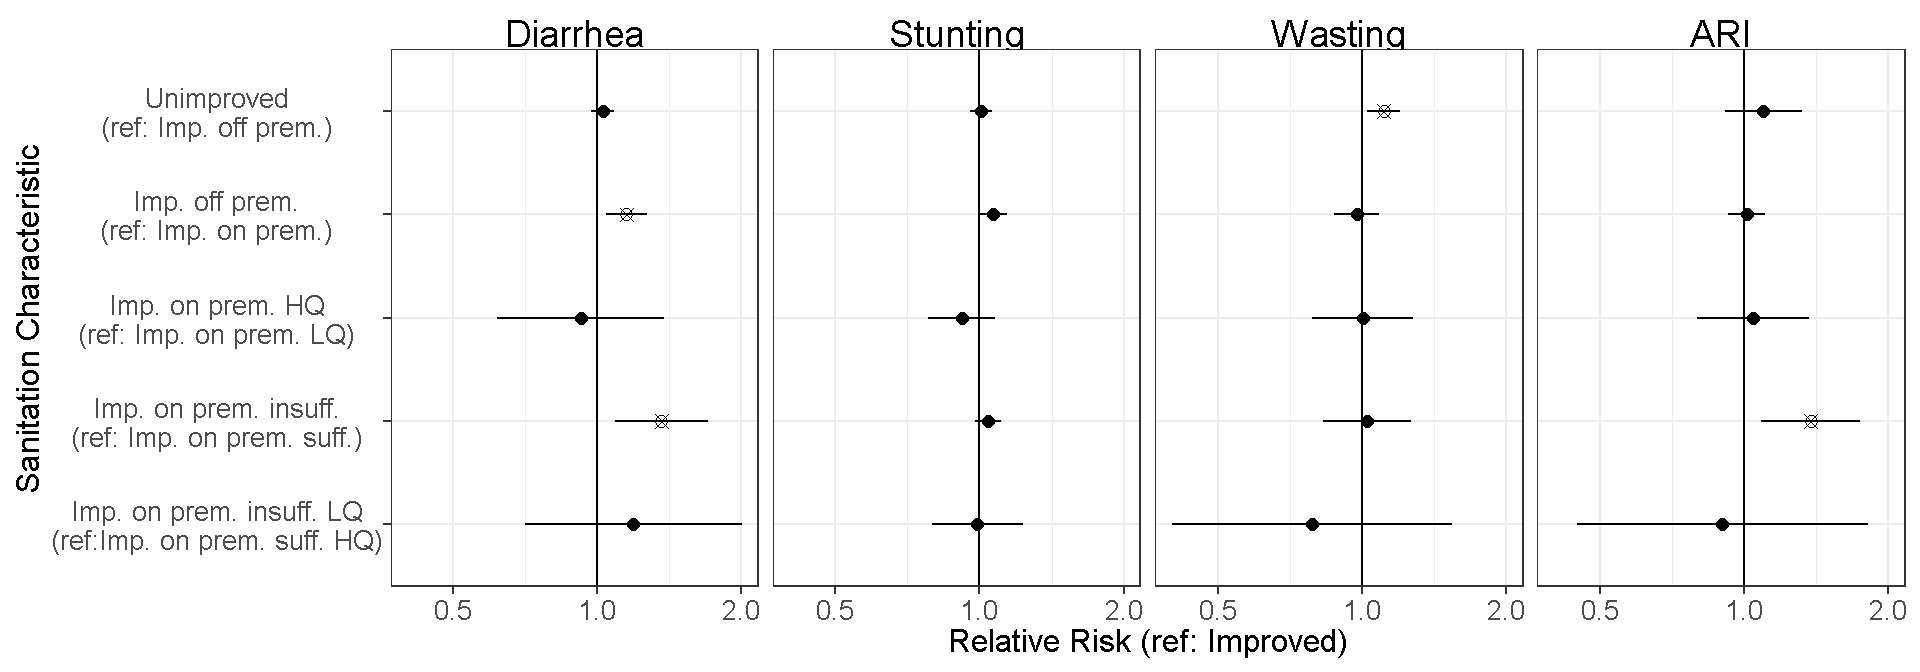 Diarrhea Stunting Wasting ARI
Sanitation Characteristic
Unimproved
(ref: Imp. off prem.)
Imp. off prem.
(ref: Imp. on prem.)
Imp. on prem. HQ
(ref: Imp. on prem. LQ)
Imp. on prem. insuff.
(ref: Imp. on prem. suff.)
Imp. on prem. insuff. LQ
(ref:Imp. on prem. suff. HQ)
0.5 1.0 2.0 0.5 1.0 2.0 0.5 1.0 2.0 0.5 1.0 2.0
Relative Risk (ref: Improved)